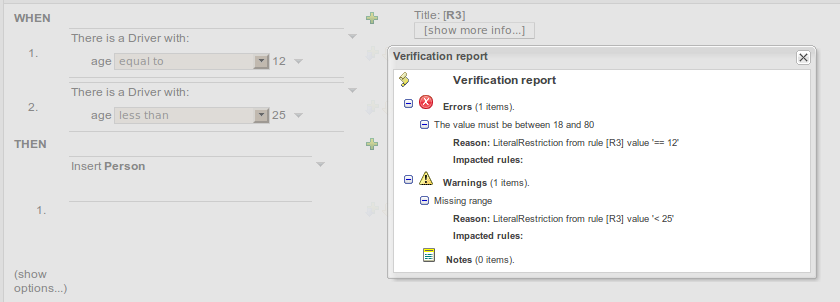 WHEN
There is a Driver with:
1.
age equal to 12
There is a Driver with:
2.
age less than 25
THEN
Insert Person
1.
(show
options...)
Title: [R3]
[show more info...]
Verification report
Verification report
Errors (1 items).
The value must be between 18 and 80
Reason: LiteralRestriction from rule [R3] value '== 12'
Impacted rules:
Warnings (1 items).
Missing range
Reason: LiteralRestriction from rule [R3] value '< 25'
Impacted rules:
Notes (0 items).